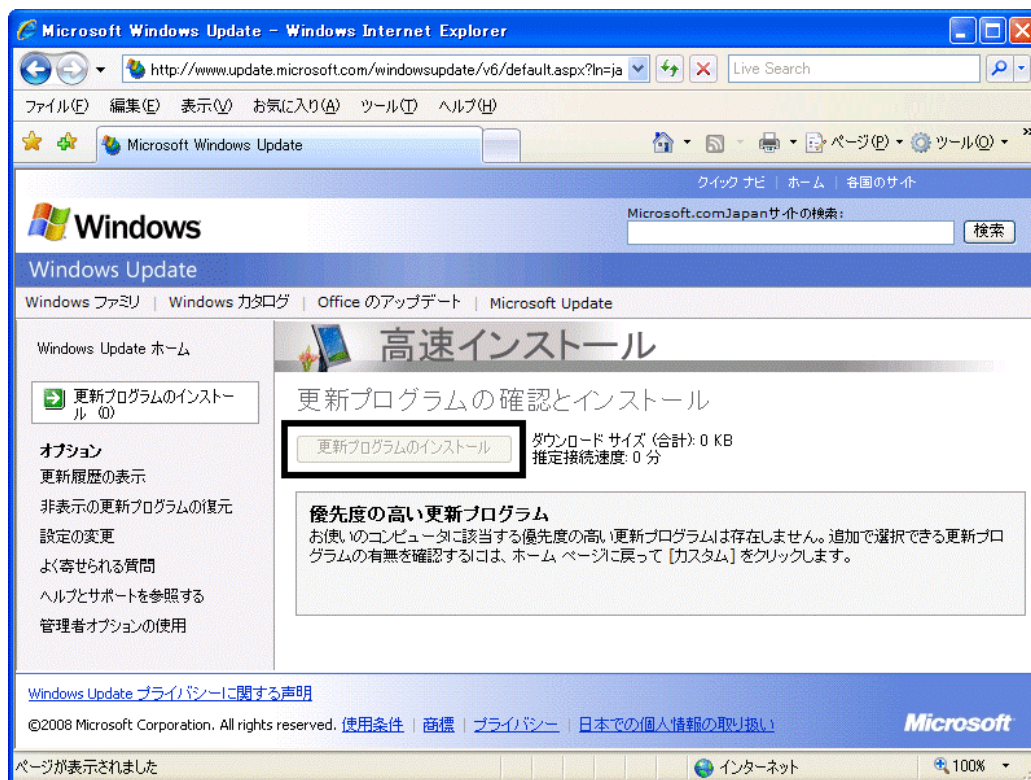 Microsoft Windows Update - Windows Internet Explorer
http://www.update.microsoft.com/windowsupdate/v6/default.aspx?ln=ja
Live Search
ファイル(F) 編集(E) 表示(V) お気に入り(A) ツール(T) ヘルプ(H)
Microsoft Windows Update
ページ(P) ツール(O) »
クイック ナビ | ホーム | 各国のサイト
Windows
Microsoft.comJapanサイトの検索:
検索
Windows Update
Windows ファミリ | Windows カタログ | Office のアップデート | Microsoft Update
Windows Update ホーム
高速インストール
更新プログラムのインストー
ル (0)
更新プログラムの確認とインストール
更新プログラムのインストール
ダウンロード サイズ (合計): 0 KB
推定接続速度: 0 分
オプション
更新履歴の表示
非表示の更新プログラムの復元
設定の変更
よく寄せられる質問
ヘルプとサポートを参照する
管理者オプションの使用
優先度の高い更新プログラム
お使いのコンピュータに該当する優先度の高い更新プログラムは存在しません。追加で選択できる更新プロ
グラムの有無を確認するには、ホーム ページに戻って [カスタム] をクリックします。
Windows Update プライバシーに関する声明
©2008 Microsoft Corporation. All rights reserved. 使用条件 | 商標 | プライバシー | 日本での個人情報の取り扱い
Microsoft
ページが表示されました
インターネット
100%